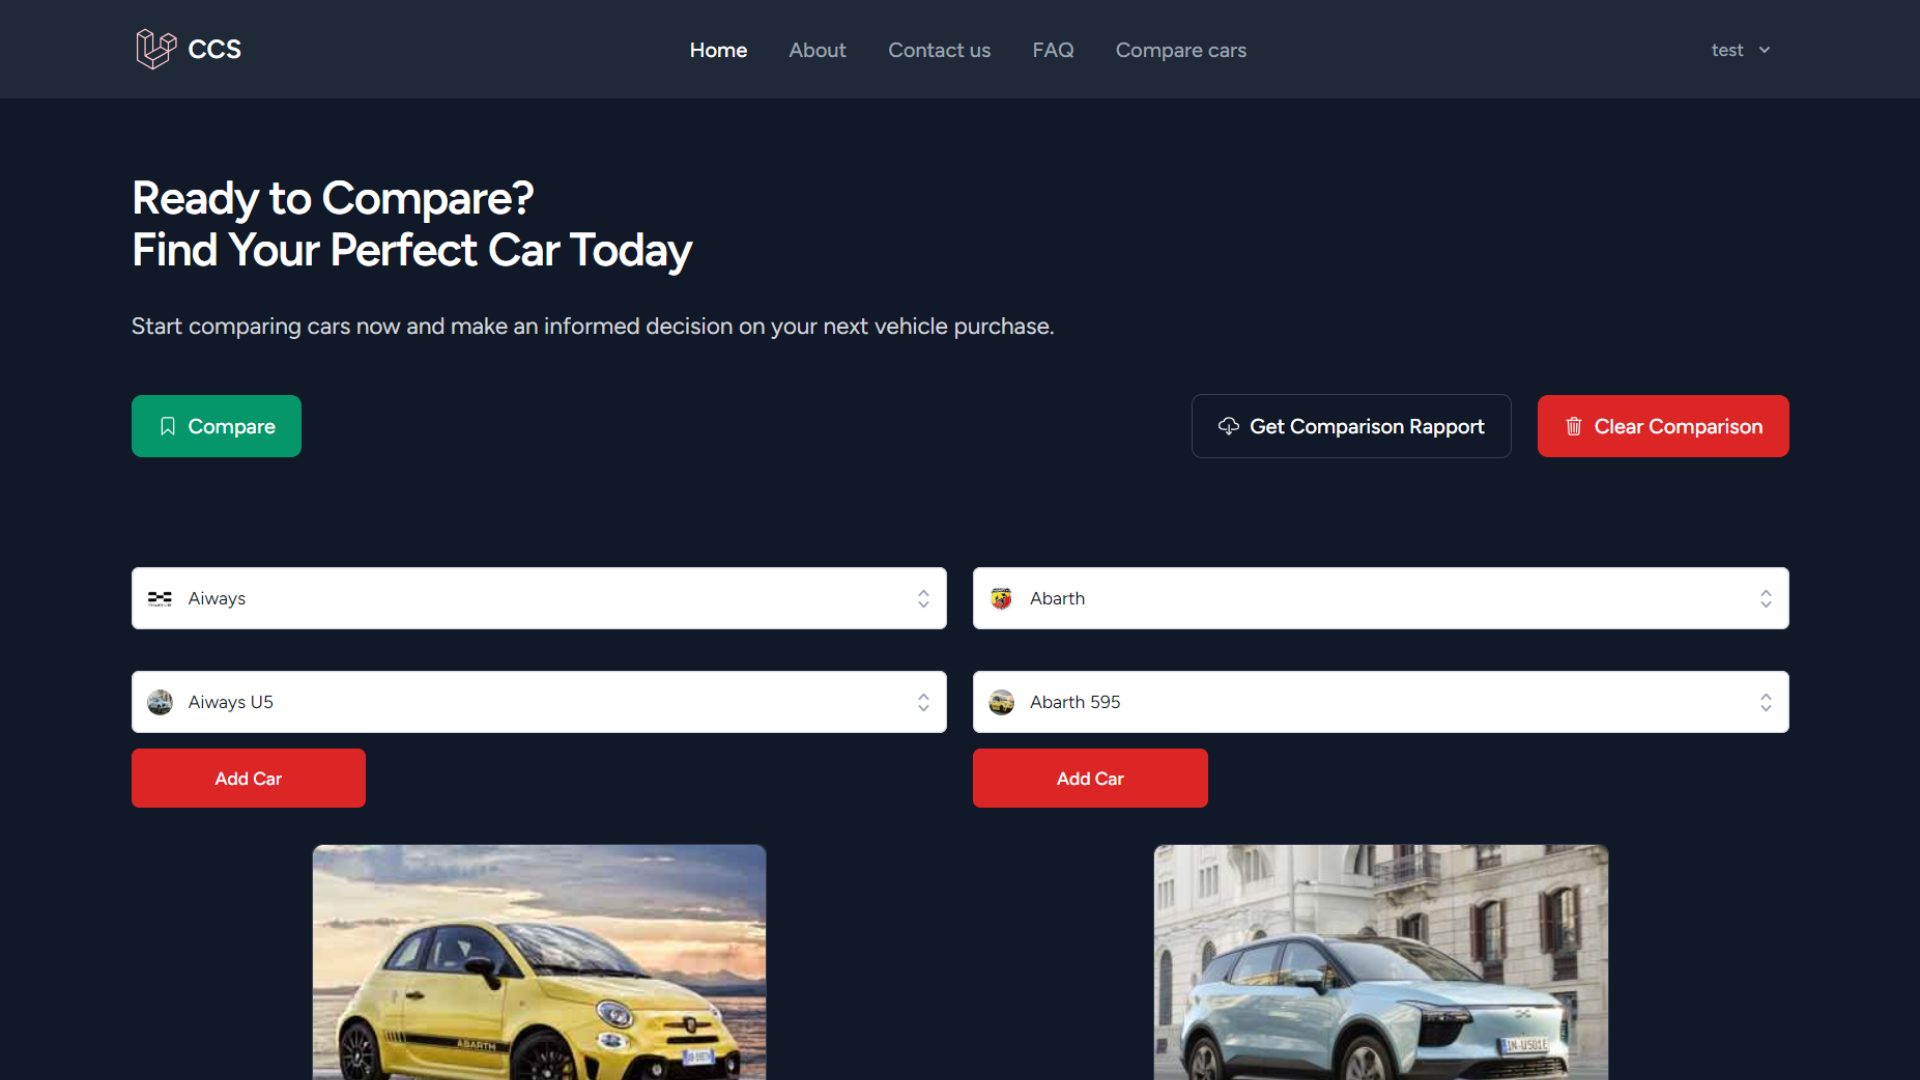 CCS
Home
About
Contact us
FAQ
Compare cars
test
Ready to Compare?
Find Your Perfect Car Today
Start comparing cars now and make an informed decision on your next vehicle purchase.
Compare
Get Comparison Rapport
Clear Comparison
Aiways
Abarth
Aiways U5
Abarth 595
Add Car
Add Car
ABARTH
IN·U501E